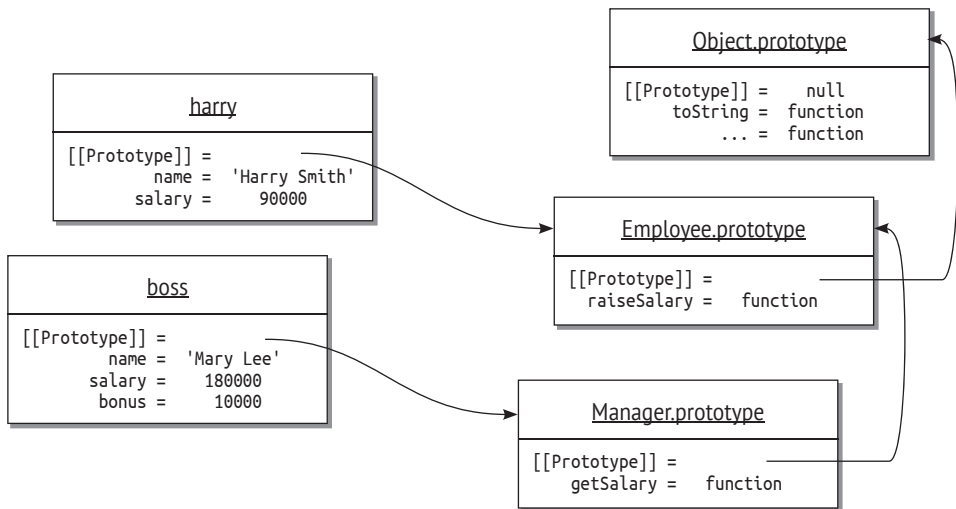 harry
[[Prototype]] =
name = 'Harry Smith'
salary = 90000
boss
[[Prototype]] =
name = 'Mary Lee'
salary = 180000
bonus = 10000
Object.prototype
[[Prototype]] = null
toString = function
... = function
Employee.prototype
[[Prototype]] =
raiseSalary = function
Manager.prototype
[[Prototype]] =
getSalary = function